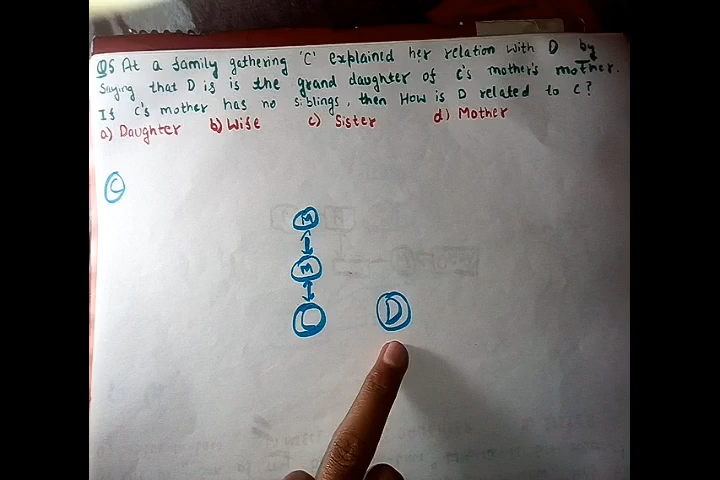 Q5 At a family gathering 'C' explained her relation with D by
Saying that D is is the grand daughter of C's mother's mother.
If C's mother has no siblings, then How is D related to C?
a) Daughter b) Wife c) Sister d) Mother
C
M
M
C D